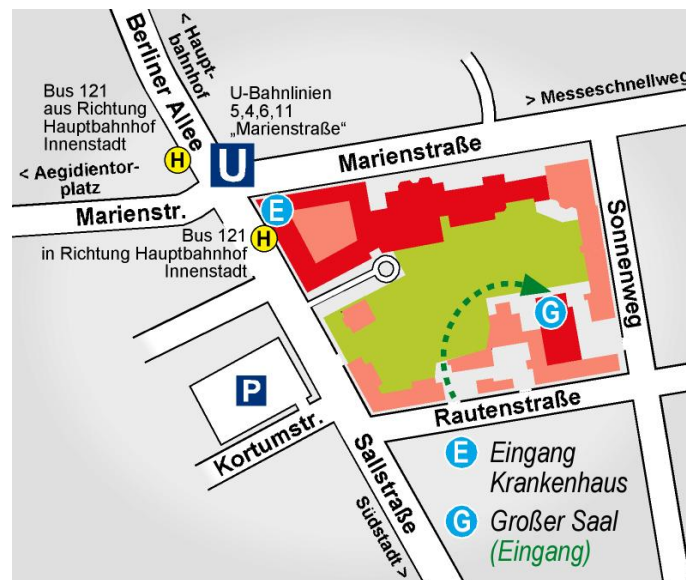 < Haupt-
bahnhof
Berliner Allee
Bus 121
aus Richtung
Hauptbahnhof
Innenstadt
U-Bahnlinien
5,4,6,11
„Marienstraße“
> Messeschnellweg
H
U
Marienstraße
< Aegidientor-
platz
Marienstr.
E
Bus 121
in Richtung Hauptbahnhof
Innenstadt
H
Sonnenweg
G
P
Kortumstr.
Rautenstraße
Sallstraße
Südstadt >
E Eingang
Krankenhaus
G Großer Saal
(Eingang)